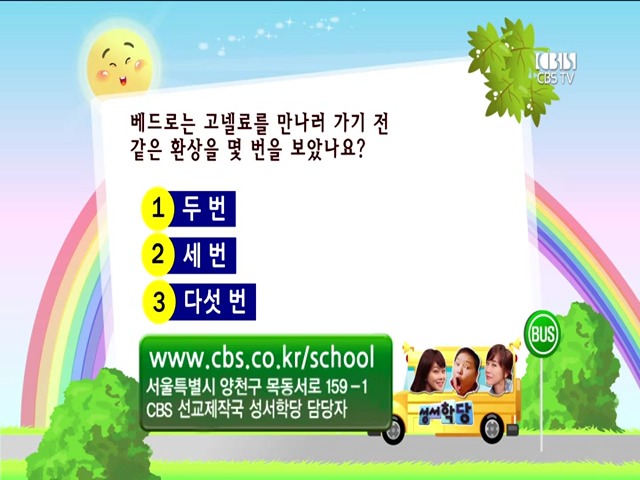 CBS
CBS TV
베드로는 고넬료를 만나러 가기 전
같은 환상을 몇 번을 보았나요?
1 두 번
2 세 번
3 다섯 번
BUS
www.cbs.co.kr/school
서울특별시 양천구 목동서로 159-1
CBS 선교제작국 성서학당 담당자
성서학당